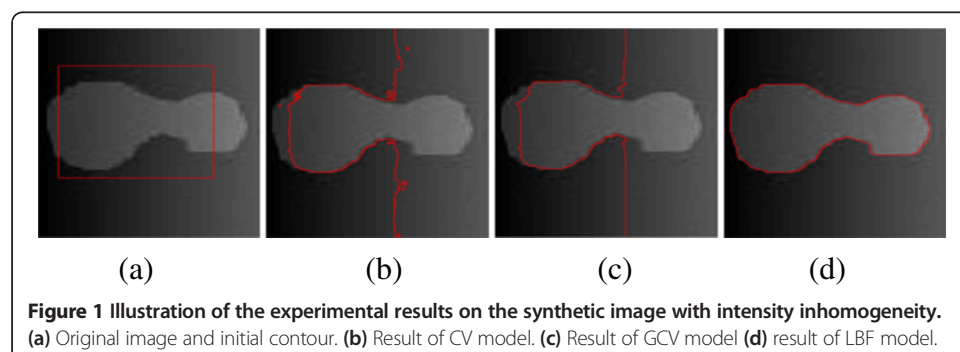 (a) (b) (c) (d)
Figure 1 Illustration of the experimental results on the synthetic image with intensity inhomogeneity.
(a) Original image and initial contour. (b) Result of CV model. (c) Result of GCV model (d) result of LBF model.